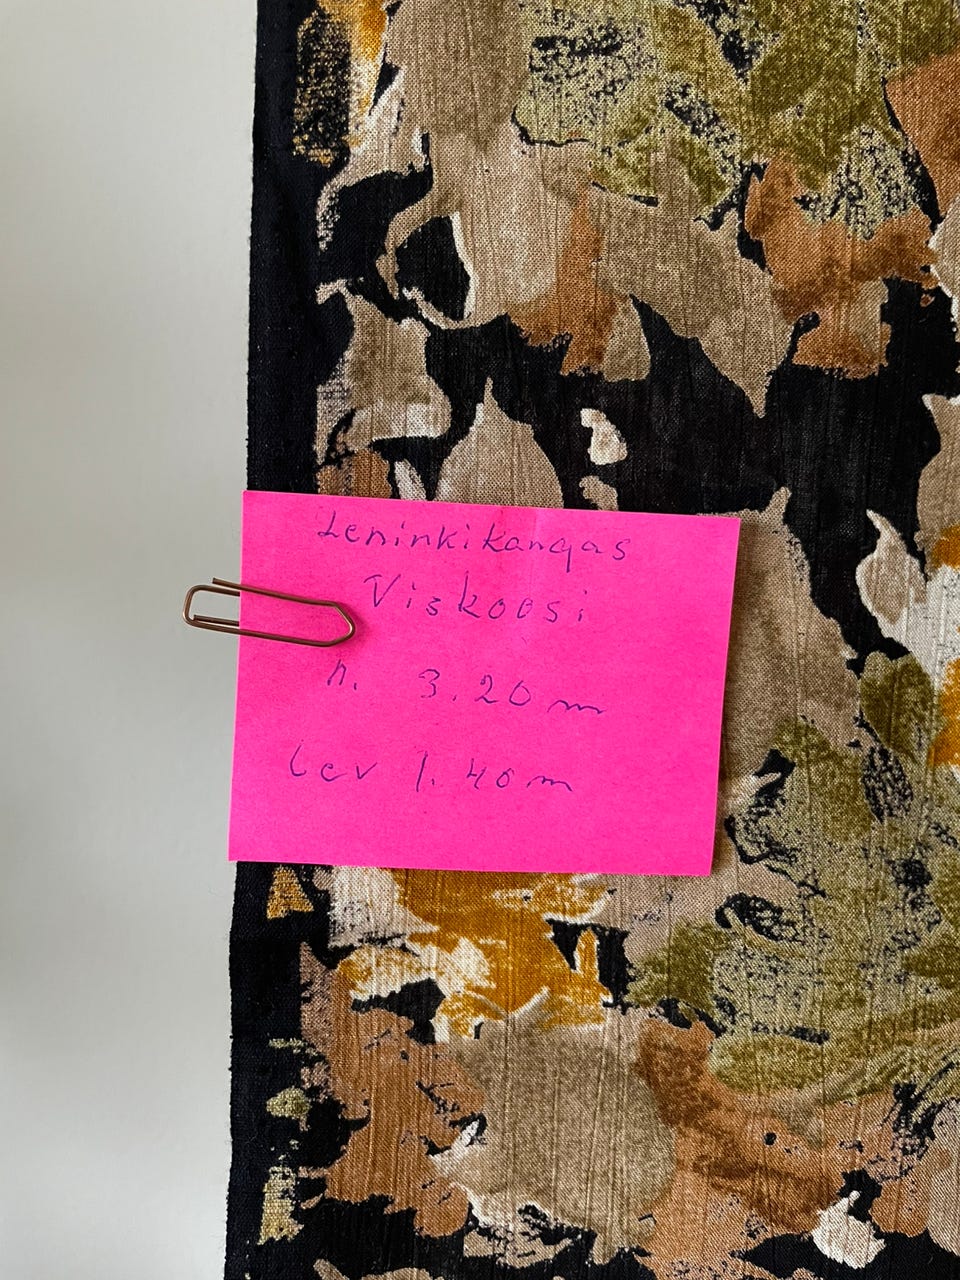 Leninkikangas
Viskoosi
n. 3.20 m
Lev 1.40 m